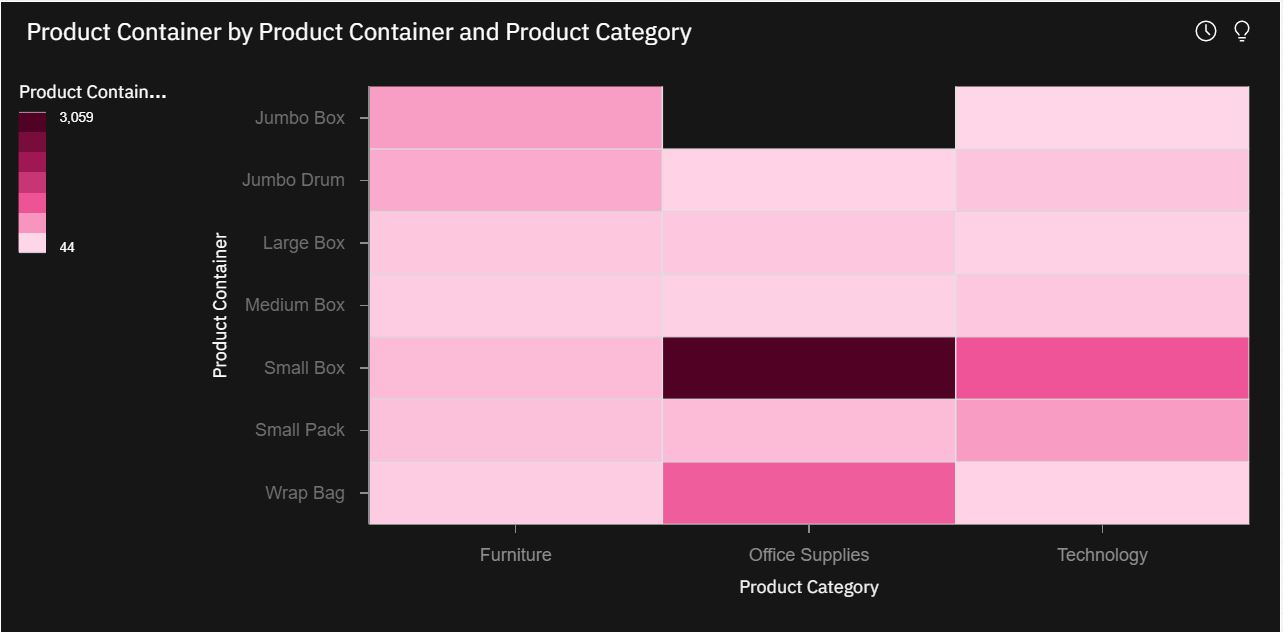 Product Container by Product Container and Product Category
Product Contain...
3,059
44
Product Container
Jumbo Box
Jumbo Drum
Large Box
Medium Box
Small Box
Small Pack
Wrap Bag
Furniture
Office Supplies
Technology
Product Category